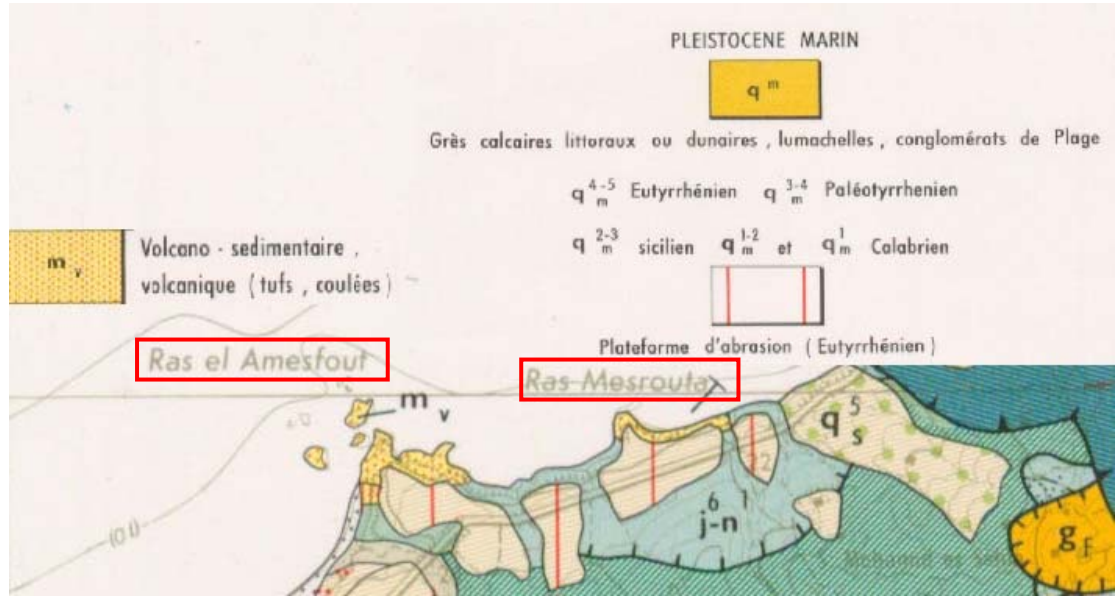 PLEISTOCENE MARIN
q m
Grès calcaires littoraux ou dunaires , lumachelles , conglomérats de Plage
q 4-5 m Eutyrrhénien q 3-4 m Paléotyrrhenien
q 2-3 m sicilien q 1-2 m et q 1 m Calabrien
m v
Volcano - sedimentaire ,
volcanique ( tufs , coulées )
Plateforme d'abrasion ( Eutyrrhénien )
Ras el Amesfout
Ras Mesrouta
m v
q 5 s
22
j-n 6 1
g f